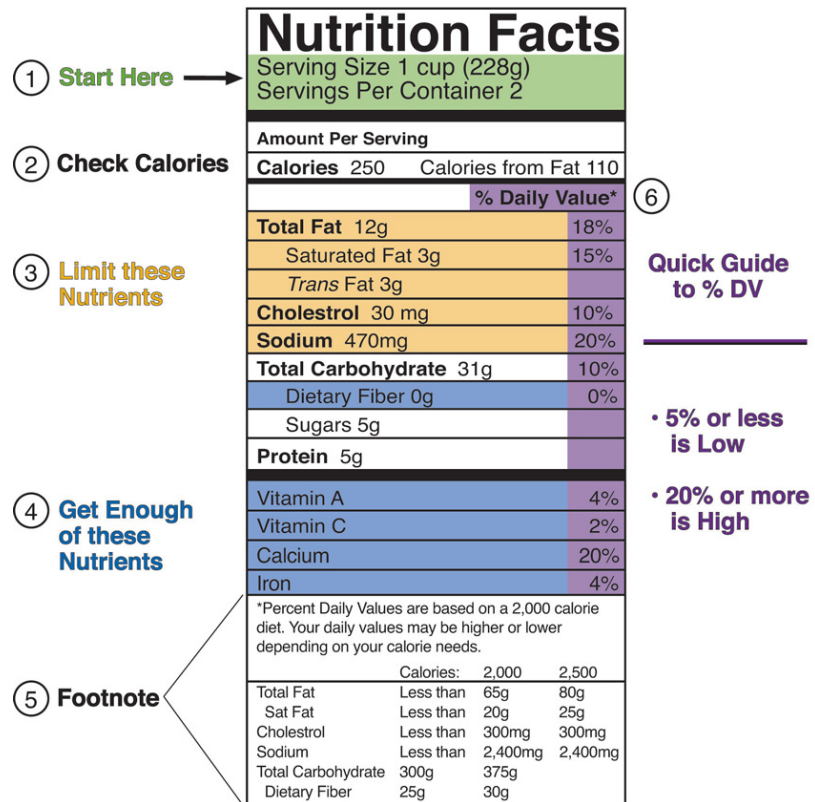 Nutrition Facts
① Start Here
Serving Size 1 cup (228g)
Servings Per Container 2
Amount Per Serving
② Check Calories
Calories 250 Calories from Fat 110
% Daily Value*
⑥
Quick Guide
to % DV
• 5% or less
is Low
• 20% or more
is High
③ Limit these
Nutrients
Total Fat 12g 18%
Saturated Fat 3g 15%
Trans Fat 3g
Cholestrol 30 mg 10%
Sodium 470mg 20%
Total Carbohydrate 31g 10%
Dietary Fiber 0g 0%
Sugars 5g
Protein 5g
④ Get Enough
of these
Nutrients
Vitamin A 4%
Vitamin C 2%
Calcium 20%
Iron 4%
⑤ Footnote
*Percent Daily Values are based on a 2,000 calorie
diet. Your daily values may be higher or lower
depending on your calorie needs.
Calories: 2,000 2,500
Total Fat Less than 65g 80g
Sat Fat Less than 20g 25g
Cholestrol Less than 300mg 300mg
Sodium Less than 2,400mg 2,400mg
Total Carbohydrate 300g 375g
Dietary Fiber 25g 30g